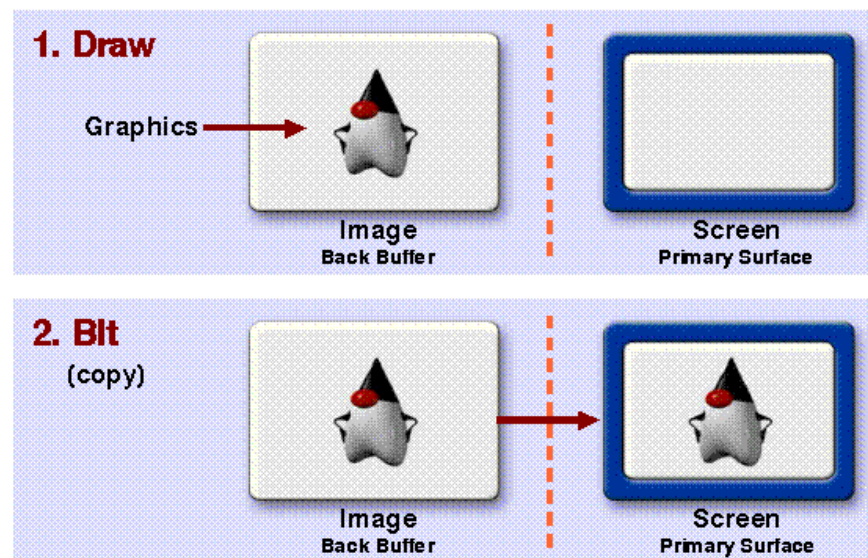 1. Draw
Graphics
Image
Back Buffer
Screen
Primary Surface
2. Blt
(copy)
Image
Back Buffer
Screen
Primary Surface